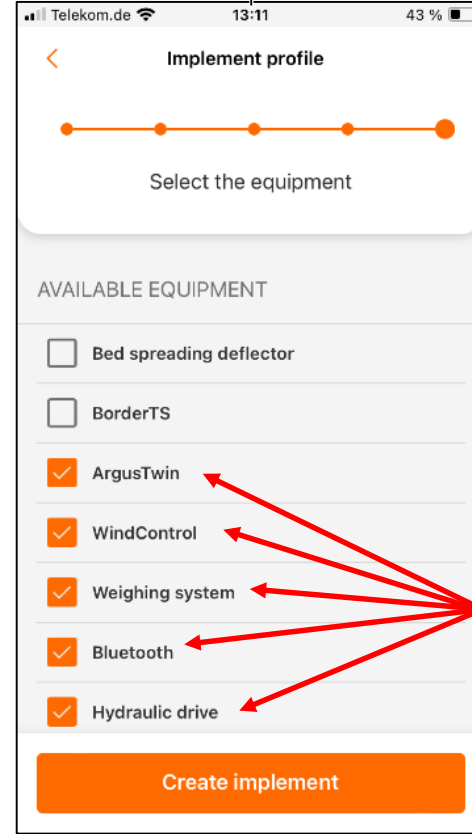 Telekom.de 13:11 43 %
Implement profile
Select the equipment
AVAILABLE EQUIPMENT
Bed spreading deflector
BorderTS
ArgusTwin
WindControl
Weighing system
Bluetooth
Hydraulic drive
Create implement